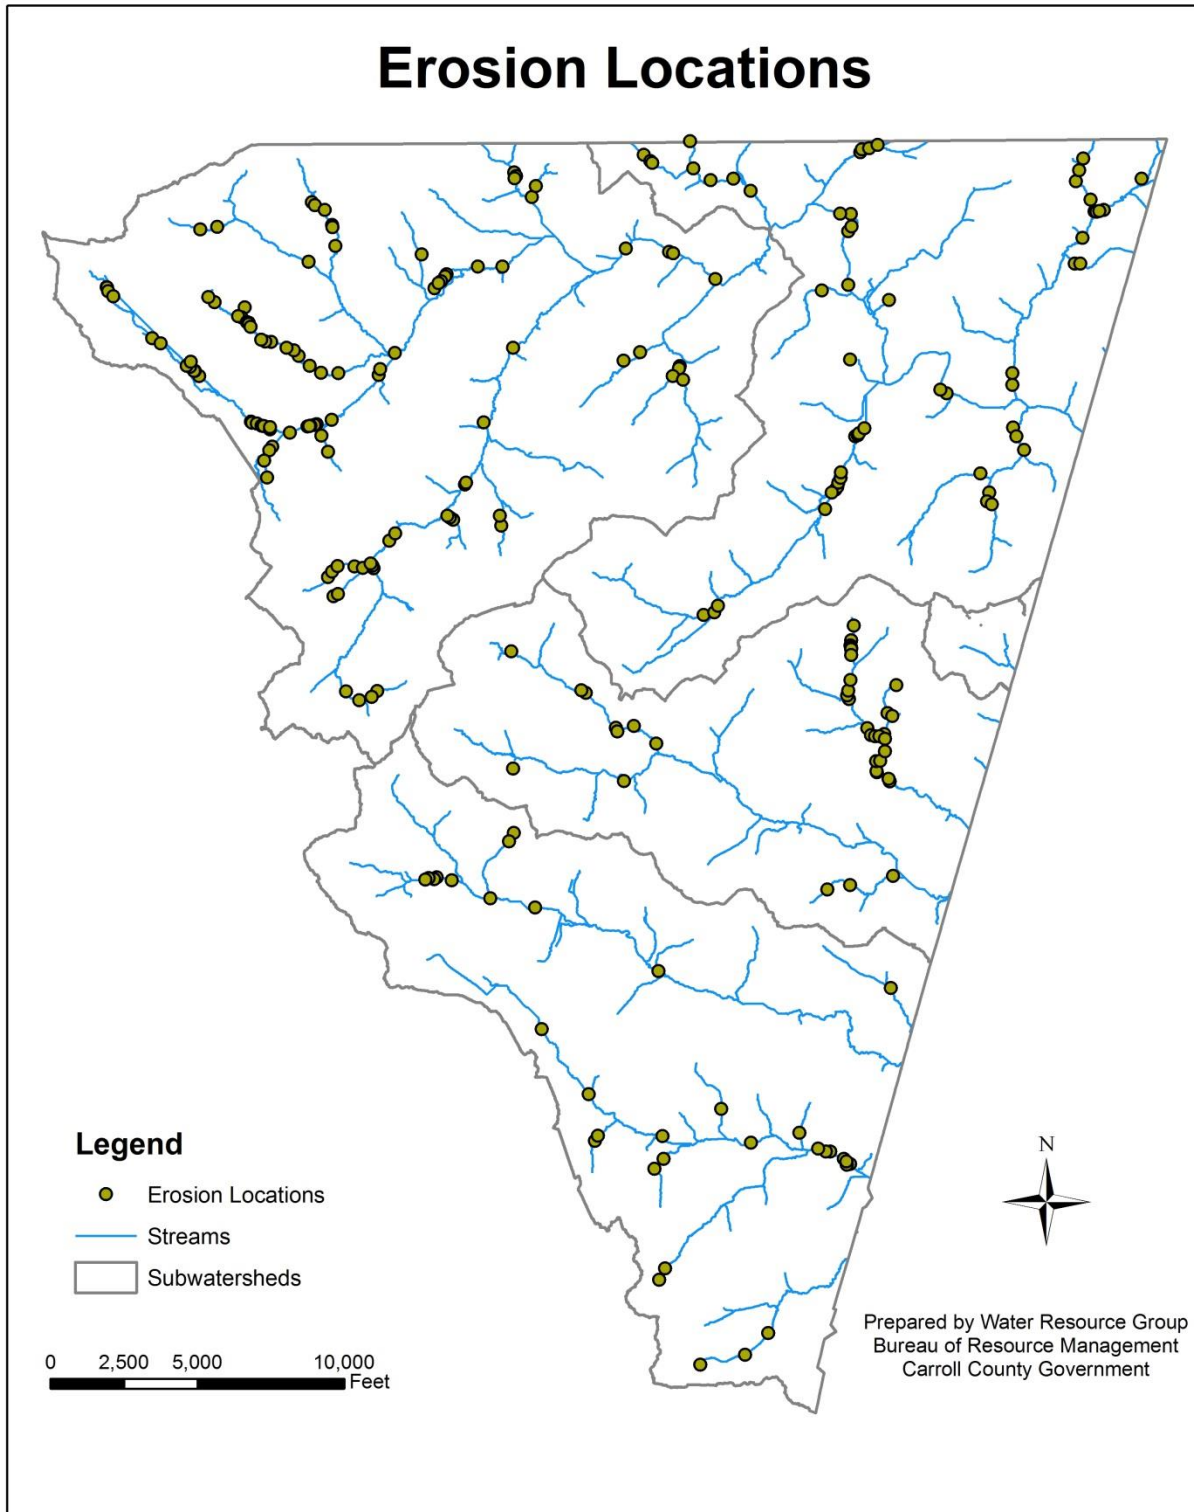 Erosion Locations
Legend
Erosion Locations
Streams
Subwatersheds
0 2,500 5,000 10,000
Feet
N
Prepared by Water Resource Group
Bureau of Resource Management
Carroll County Government